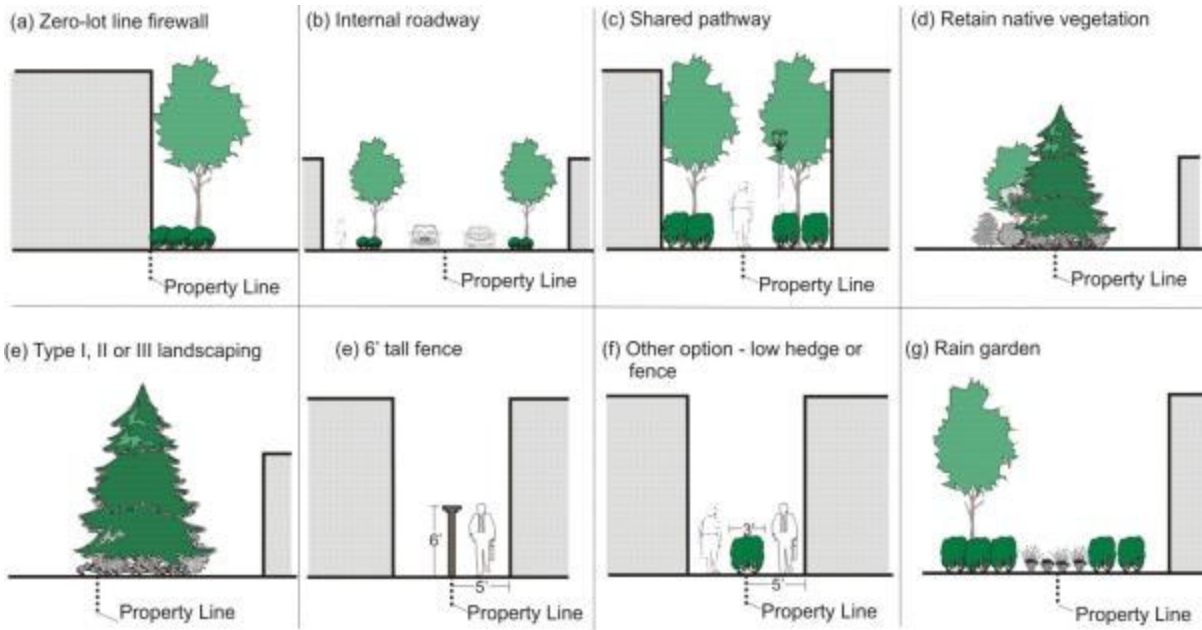 (a) Zero-lot line firewall
Property Line
(b) Internal roadway
Property Line
(c) Shared pathway
Property Line
(d) Retain native vegetation
Property Line
(e) Type I, II or III landscaping
Property Line
(e) 6' tall fence
6'
5'
Property Line
(f) Other option - low hedge or
fence
3'
5'
Property Line
(g) Rain garden
Property Line